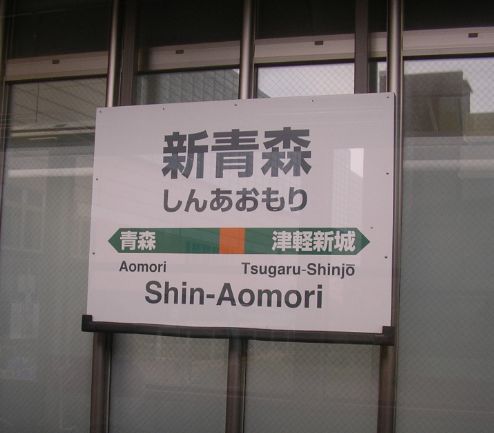 新青森
しんあおもり
青森 津軽新城
Aomori Tsugaru-Shinjō
Shin-Aomori